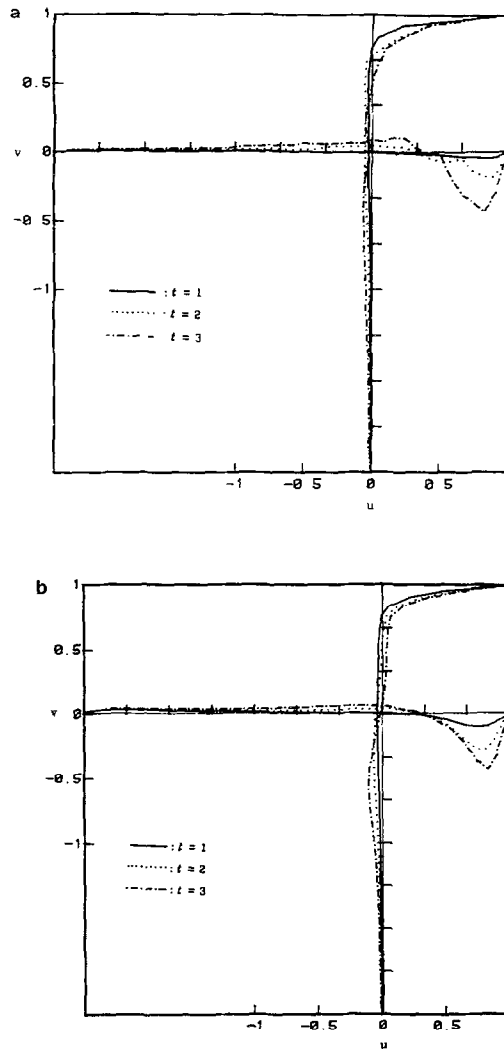 a
1
0.5
v 0
-0 5
-1
: t = 1
: t = 2
t = 3
-1 -0 5 0 0 5
u
b
1
0.5
v 0
-0.5
-1
: t = 1
: t = 2
: t = 3
-1 -0 5 0 0.5
u